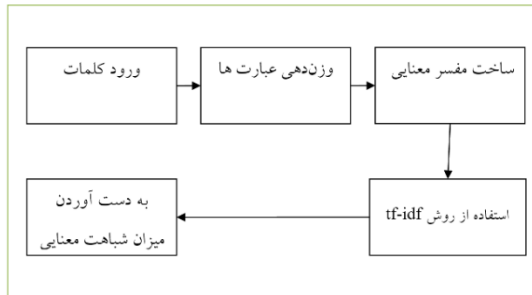 ورود کلمات
وزن‌دهی عبارت ها
ساخت مفسر معنایی
استفاده از روش tf-idf
به دست آوردن
میزان شباهت معنایی